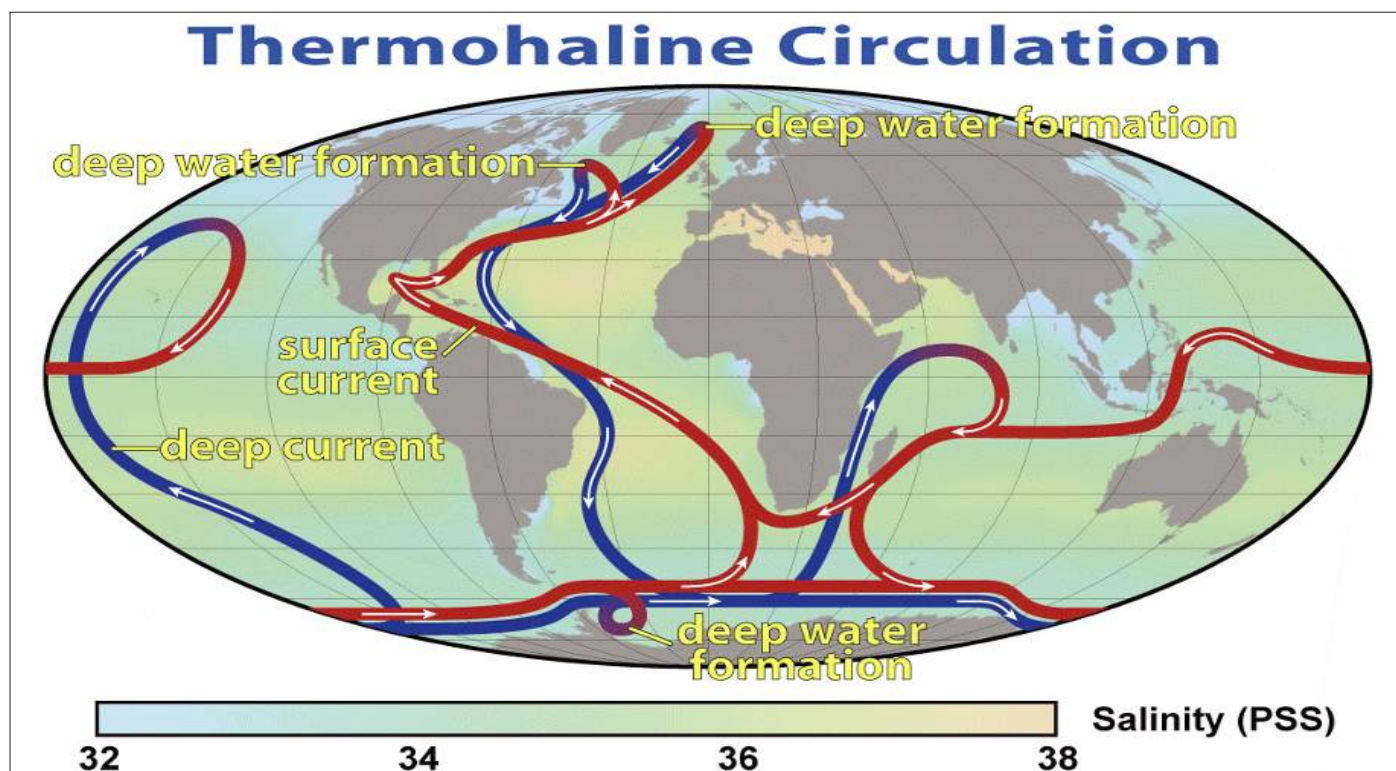 Thermohaline Circulation
deep water formation
deep water formation
surface
current
deep current
deep water
formation
Salinity (PSS)
32
34
36
38